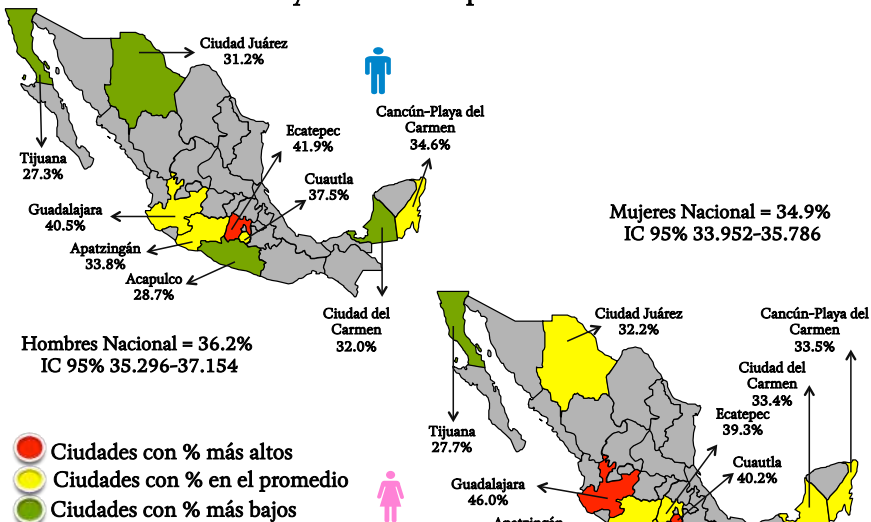 Ciudad Juárez
31.2%
Cancún-Playa del
Carmen
34.6%
Ecatepec
41.9%
Tijuana
27.3%
Cuautla
37.5%
Guadalajara
40.5%
Apatzingán
33.8%
Acapulco
28.7%
Ciudad del
Carmen
32.0%
Hombres Nacional = 36.2%
IC 95% 35.296-37.154
Mujeres Nacional = 34.9%
IC 95% 33.952-35.786
Ciudad Juárez
32.2%
Cancún-Playa del
Carmen
33.5%
Ciudad del
Carmen
33.4%
Ecatepec
39.3%
Tijuana
27.7%
Cuautla
40.2%
Guadalajara
46.0%
Ciudades con % más altos
Ciudades con % en el promedio
Ciudades con % más bajos